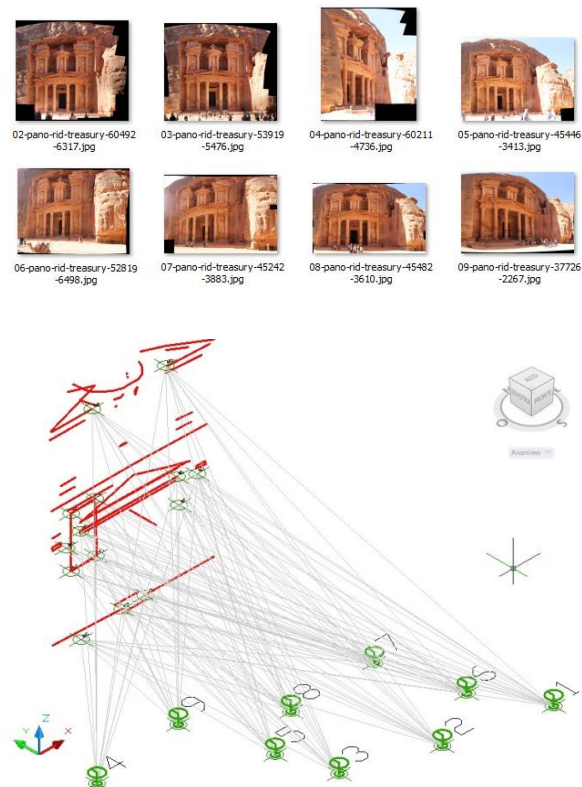 02-pano-rid-treasury-60492
-6317.jpg
03-pano-rid-treasury-53919
-5476.jpg
04-pano-rid-treasury-60211
-4736.jpg
05-pano-rid-treasury-45446
-3413.jpg
06-pano-rid-treasury-52819
-6498.jpg
07-pano-rid-treasury-45242
-3883.jpg
08-pano-rid-treasury-45482
-3610.jpg
09-pano-rid-treasury-37726
-2267.jpg
FRONTE
O S
Anonimo
7
1
8
2
3
4
Z
Y X